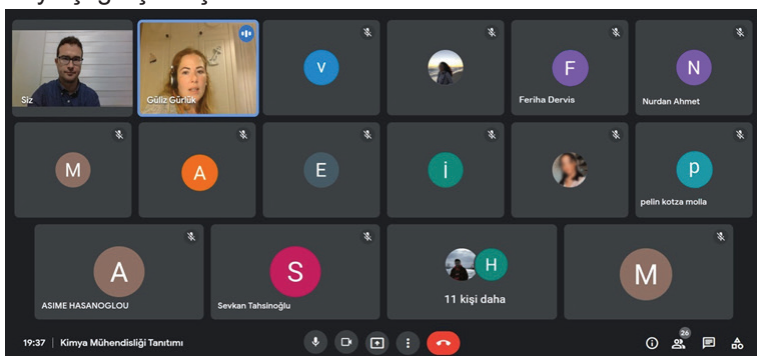 Siz
Güliz Gürlük
V
F
Feriha Dervis
N
Nurdan Ahmet
M
A
E
i
p
pelin kotza molla
A
ASIME HASANOGLOU
S
Sevkan Tahsinoğlu
H
11 kişi daha
M
19:37 | Kimya Mühendisliği Tanıtımı
26